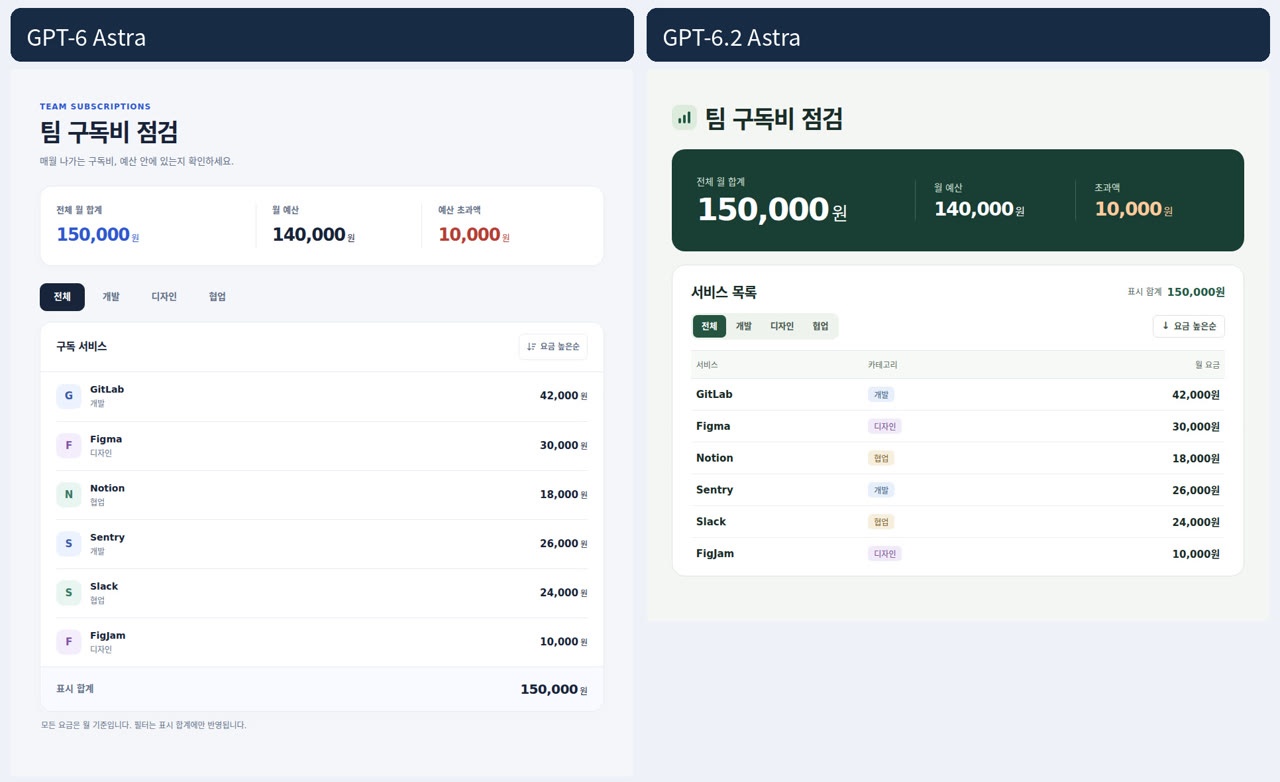 GPT-6 Astra
TEAM SUBSCRIPTIONS
팀 구독비 점검
매월 나가는 구독비, 예산 안에 있는지 확인하세요.
전체 월 합계
150,000원
월 예산
140,000원
예산 초과액
10,000원
전체 개발 디자인 협업
구독 서비스
요금 높은순
G GitLab
개발
42,000원
F Figma
디자인
30,000원
N Notion
협업
18,000원
S Sentry
개발
26,000원
S Slack
협업
24,000원
F FigJam
디자인
10,000원
표시 합계 150,000원
모든 요금은 월 기준입니다. 필터는 표시 합계에만 반영됩니다.
GPT-6.2 Astra
팀 구독비 점검
전체 월 합계
150,000원
월 예산
140,000원
초과액
10,000원
서비스 목록
표시 합계 150,000원
전체 개발 디자인 협업
↓ 요금 높은순
서비스 카테고리 월 요금
GitLab 개발 42,000원
Figma 디자인 30,000원
Notion 협업 18,000원
Sentry 개발 26,000원
Slack 협업 24,000원
FigJam 디자인 10,000원